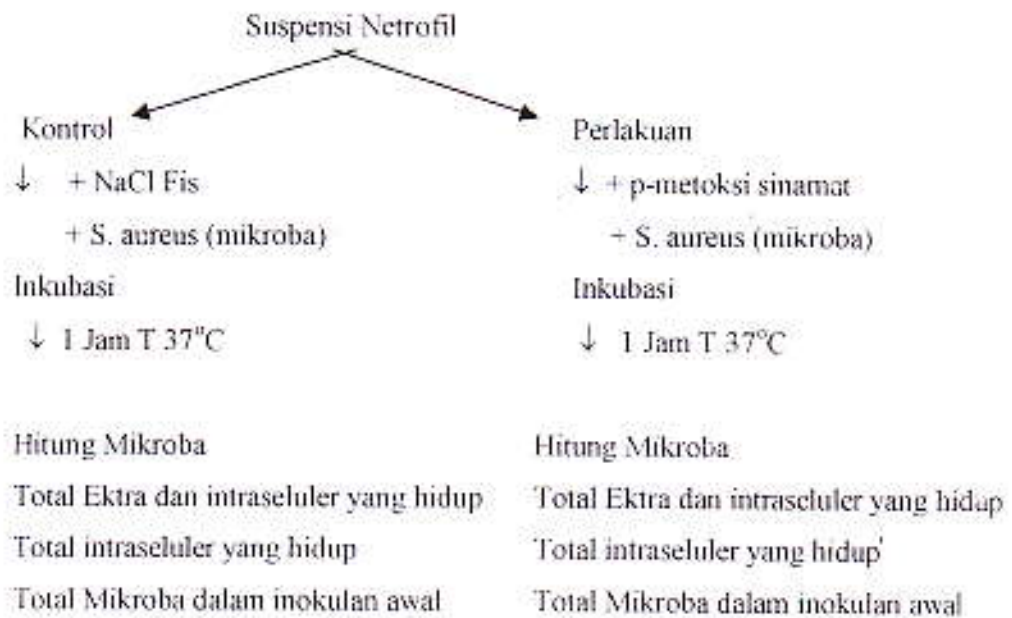 Suspensi Netrofil
Kontrol
↓ + NaCl Fis
+ S. aureus (mikroba)
Inkubasi
↓ 1 Jam T 37°C
Hitung Mikroba
Total Ektra dan intraseluler yang hidup
Total intraseluler yang hidup
Total Mikroba dalam inokulan awal
Perlakuan
↓ + p-metoksi sinamat
+ S. aureus (mikroba)
Inkubasi
↓ 1 Jam T 37°C
Hitung Mikroba
Total Ektra dan intraseluler yang hidup
Total intraseluler yang hidup
Total Mikroba dalam inokulan awal